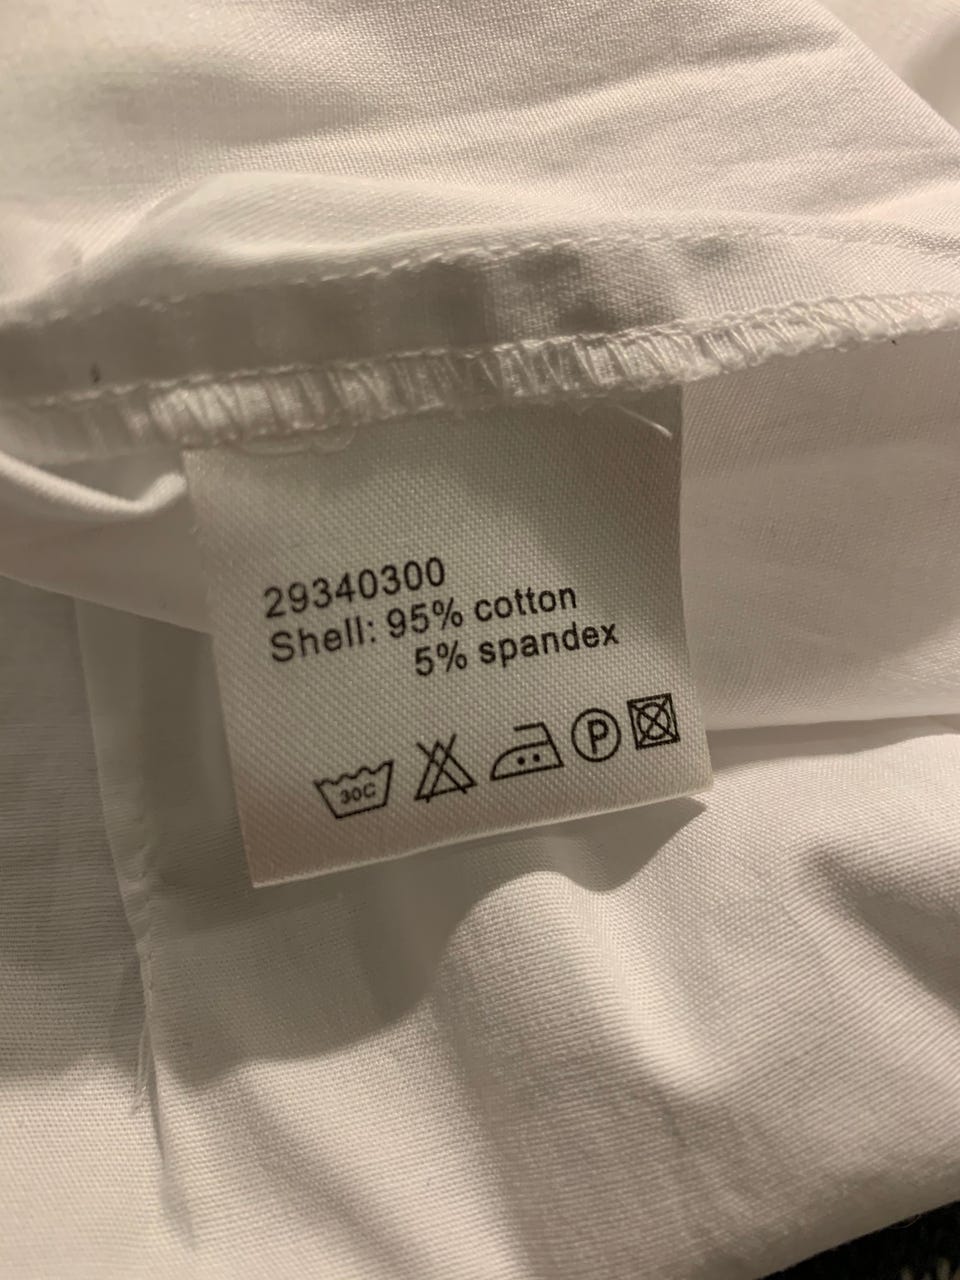 29340300
Shell: 95% cotton
5% spandex
30C P